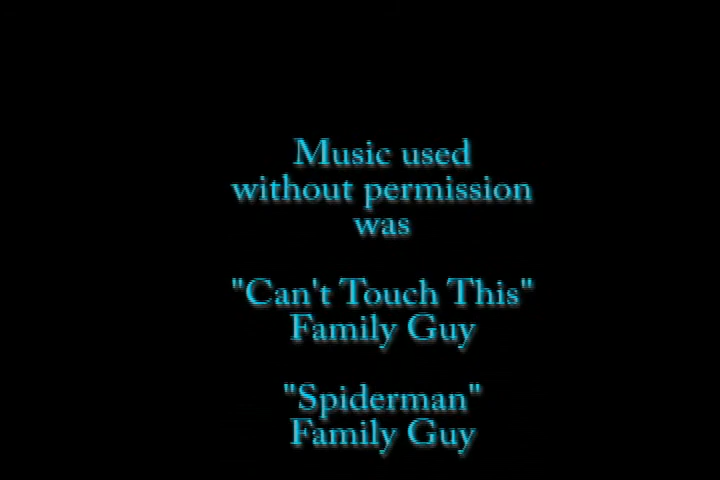 Music used
without permission
was
"Can't Touch This"
Family Guy
"Spiderman"
Family Guy